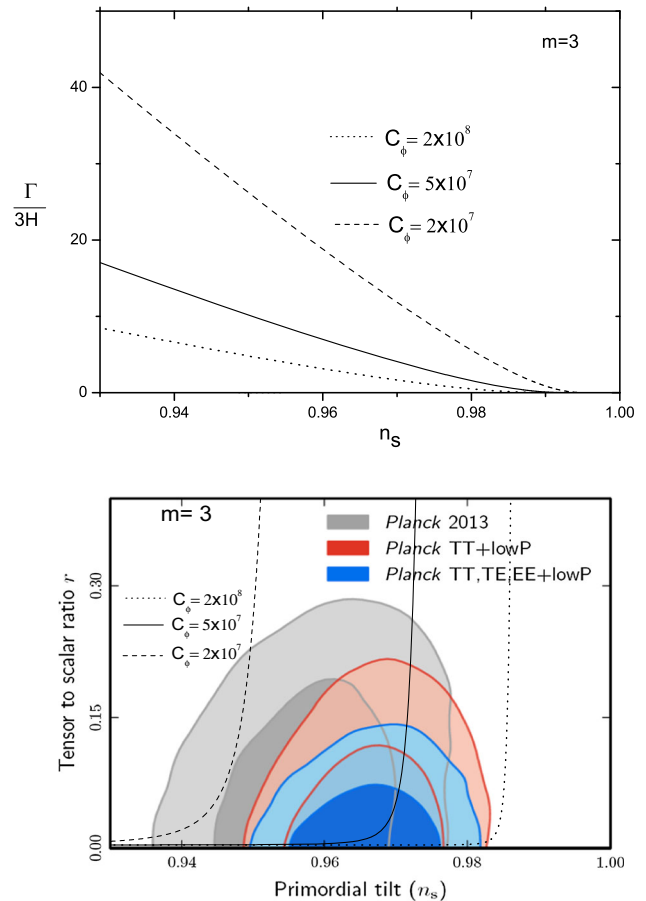 m=3
40
C_ϕ= 2x10^8
C_ϕ= 5x10^7
Γ
3H
C_ϕ= 2x10^7
20
0
0.94 0.96 0.98 1.00
n_s
m= 3
Planck 2013
Planck TT+lowP
Planck TT,TE,EE+lowP
C_ϕ=2x10^8
C_ϕ=5x10^7
C_ϕ=2x10^7
Tensor to scalar ratio r
0.30
0.15
0.00
0.94 0.96 0.98 1.00
Primordial tilt (n_s)